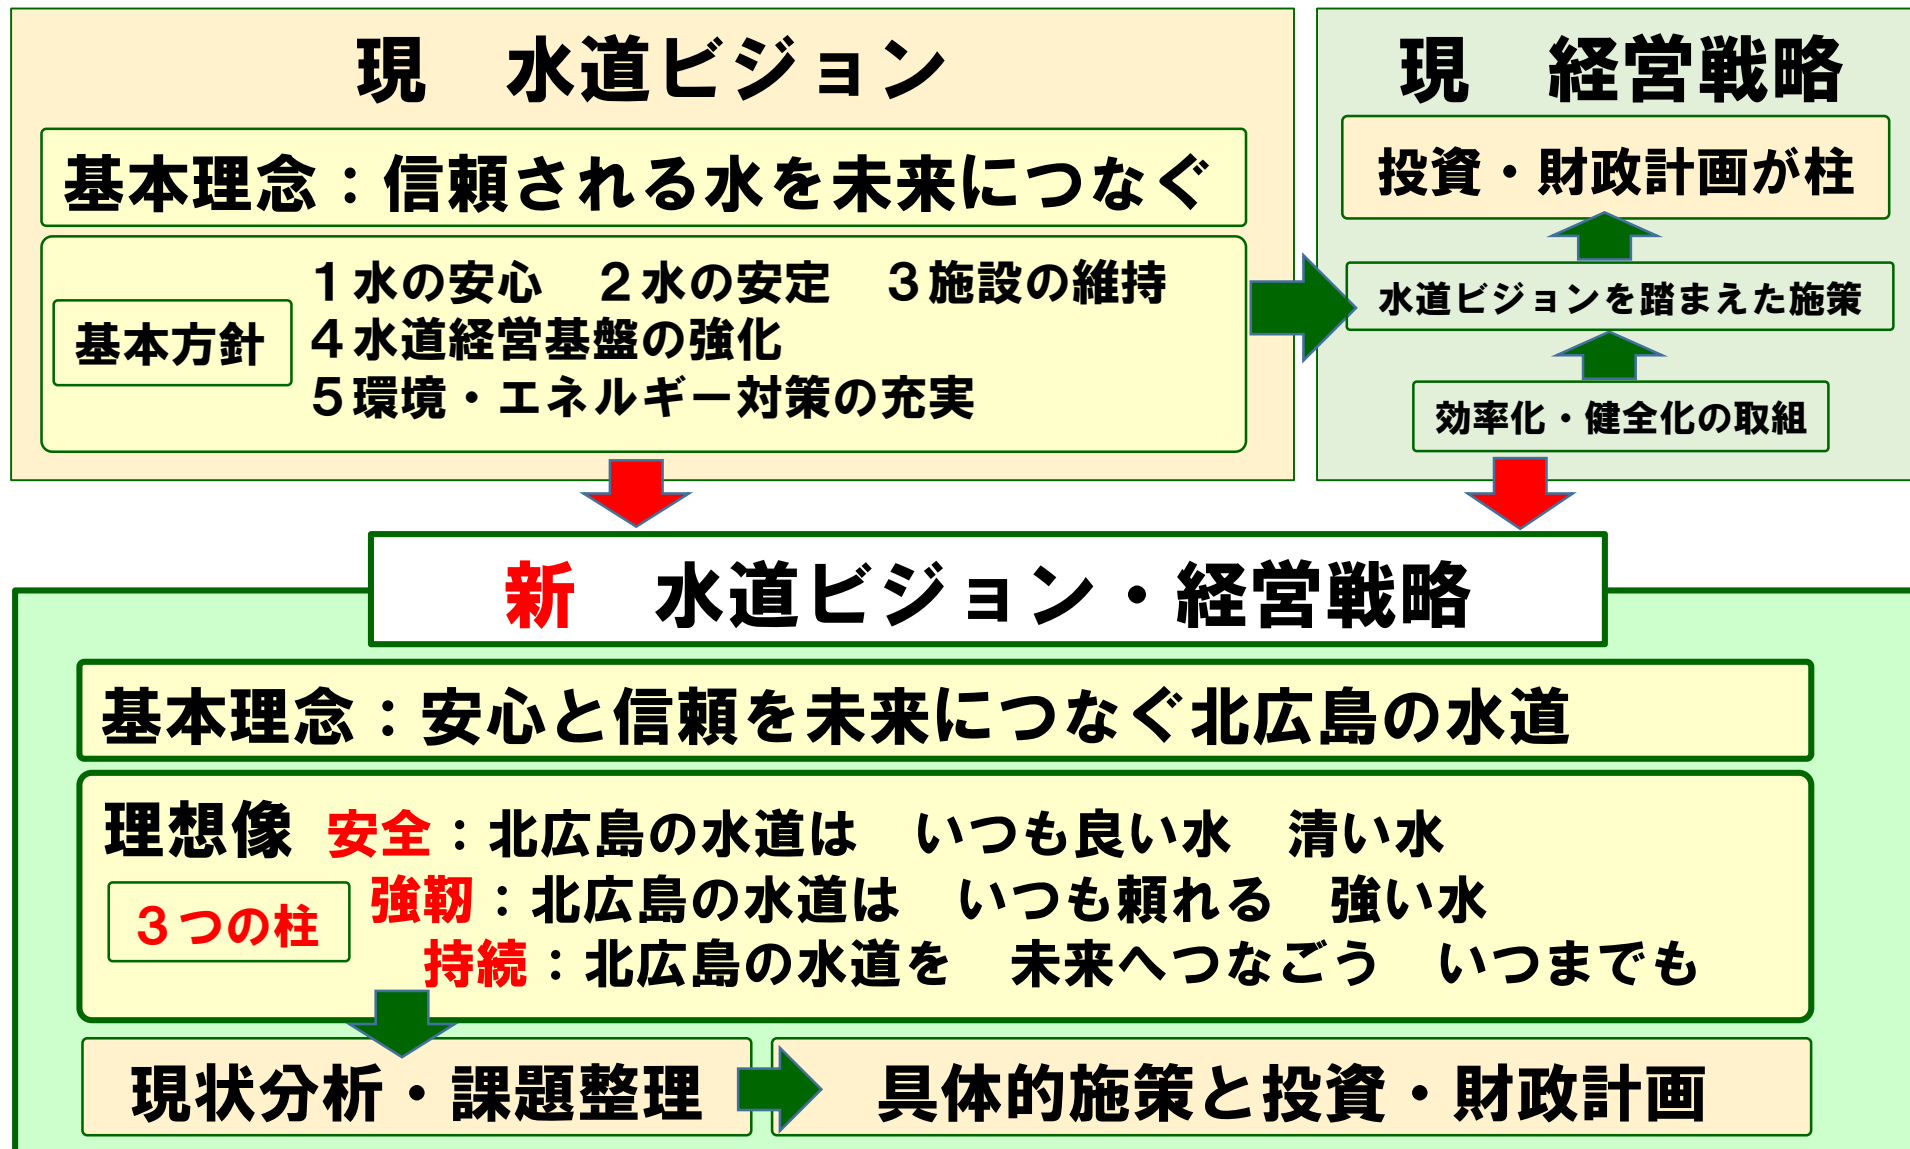 現　水道ビジョン
基本理念：信頼される水を未来につなぐ
基本方針
１水の安心　２水の安定　３施設の維持
４水道経営基盤の強化
５環境・エネルギー対策の充実
現　経営戦略
投資・財政計画が柱
水道ビジョンを踏まえた施策
効率化・健全化の取組
新　水道ビジョン・経営戦略
基本理念：安心と信頼を未来につなぐ北広島の水道
理想像
３つの柱
安全：北広島の水道は　いつも良い水　清い水
強靭：北広島の水道は　いつも頼れる　強い水
持続：北広島の水道を　未来へつなごう　いつまでも
現状分析・課題整理
具体的施策と投資・財政計画